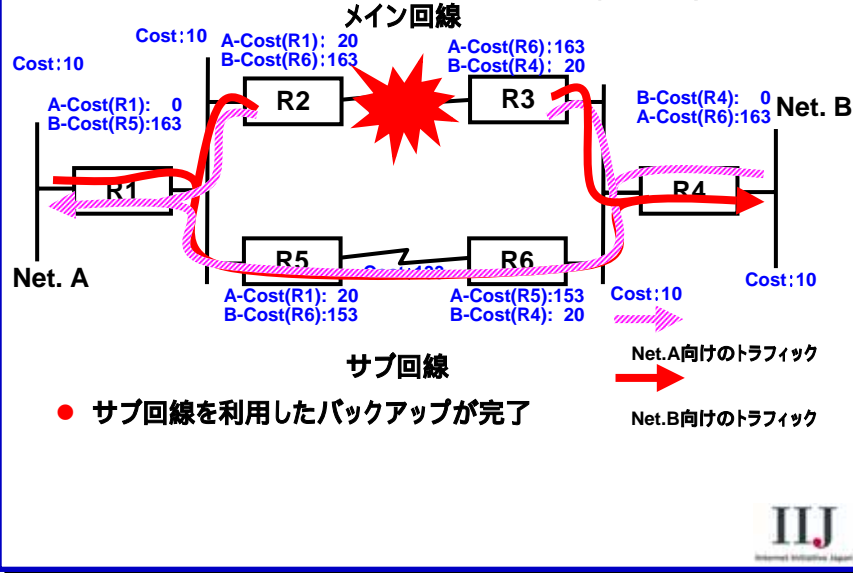 メイン回線
Cost:10
Cost:10
A-Cost(R1): 20
B-Cost(R6):163
A-Cost(R6):163
B-Cost(R4): 20
A-Cost(R1): 0
B-Cost(R5):163
B-Cost(R4): 0
A-Cost(R6):163
Net. B
R2
R3
R1
R4
R5
R6
Net. A
A-Cost(R1): 20
B-Cost(R6):153
A-Cost(R5):153
B-Cost(R4): 20
Cost:10
Cost:10
サブ回線
Net.A向けのトラフィック
● サブ回線を利用したバックアップが完了
Net.B向けのトラフィック
IIJ
Internet Initiative Japan